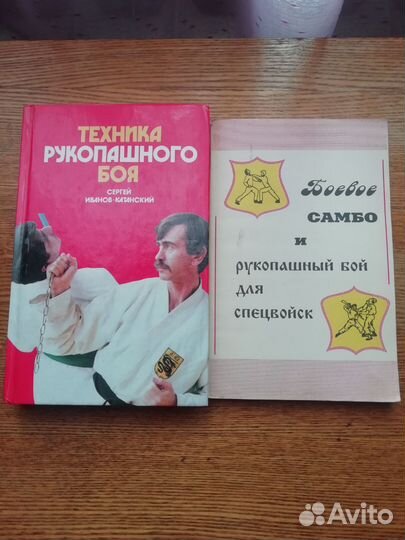 ТЕХНИКА
РУКОПАШНОГО
БОЯ
СЕРГЕЙ
ИВАНОВ-КАТАНСКИЙ
Боевое
САМБО
и
РУКОПАШНЫЙ БОЙ
ДЛЯ
СПЕЦВОЙСК
Avito